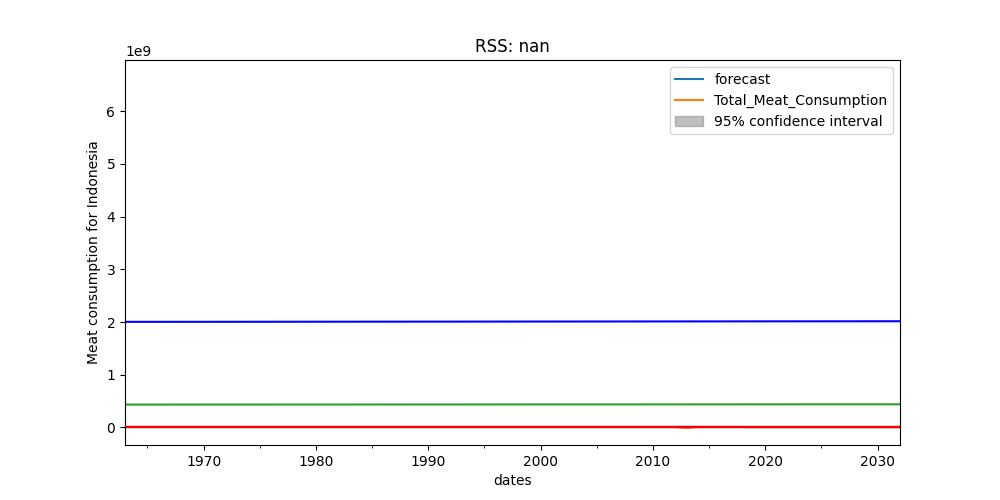 RSS: nan
1e9
forecast
Total_Meat_Consumption
95% confidence interval
Meat consumption for Indonesia
6
5
4
3
2
1
0
1970 1980 1990 2000 2010 2020 2030
dates